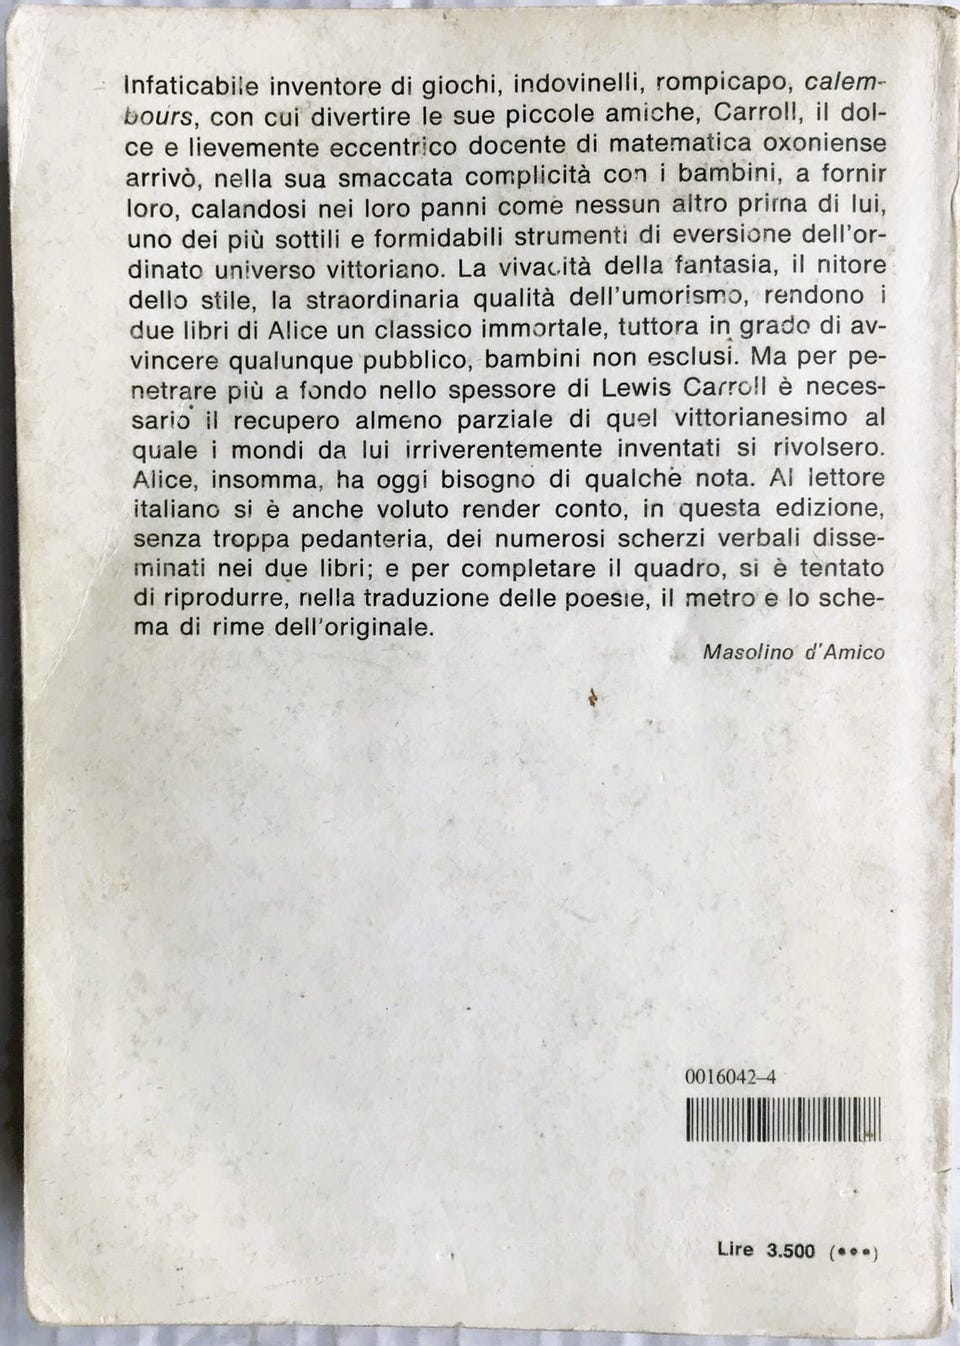 Infaticabile inventore di giochi, indovinelli, rompicapo, calem-
bours, con cui divertire le sue piccole amiche, Carroll, il dol-
ce e lievemente eccentrico docente di matematica oxoniense
arrivò, nella sua smaccata complicità con i bambini, a fornir
loro, calandosi nei loro panni come nessun altro prima di lui,
uno dei più sottili e formidabili strumenti di eversione dell'or-
dinato universo vittoriano. La vivacità della fantasia, il nitore
dello stile, la straordinaria qualità dell'umorismo, rendono i
due libri di Alice un classico immortale, tuttora in grado di av-
vincere qualunque pubblico, bambini non esclusi. Ma per pe-
netrare più a fondo nello spessore di Lewis Carroll è neces-
sario il recupero almeno parziale di quel vittorianesimo al
quale i mondi da lui irriverentemente inventati si rivolsero.
Alice, insomma, ha oggi bisogno di qualche nota. Al lettore
italiano si è anche voluto render conto, in questa edizione,
senza troppa pedanteria, dei numerosi scherzi verbali disse-
minati nei due libri; e per completare il quadro, si è tentato
di riprodurre, nella traduzione delle poesie, il metro e lo sche-
ma di rime dell'originale.
Masolino d'Amico
0016042-4
Lire 3.500 (•••)